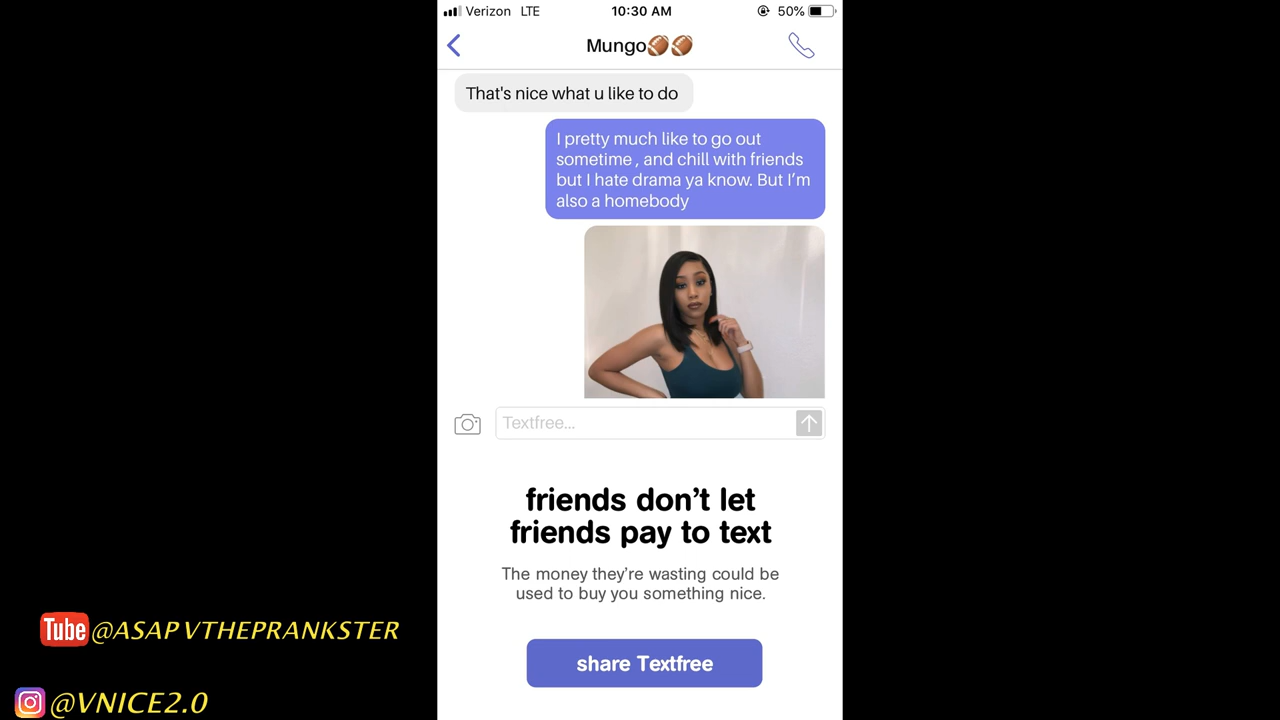 Verizon LTE 10:30 AM 50%
Mungo🏈🏈
That's nice what u like to do
I pretty much like to go out
sometime , and chill with friends
but I hate drama ya know. But I'm
also a homebody
Textfree...
friends don't let
friends pay to text
The money they're wasting could be
used to buy you something nice.
share Textfree
Tube @ASAP VTHEPRANKSTER
@VNICE2.0